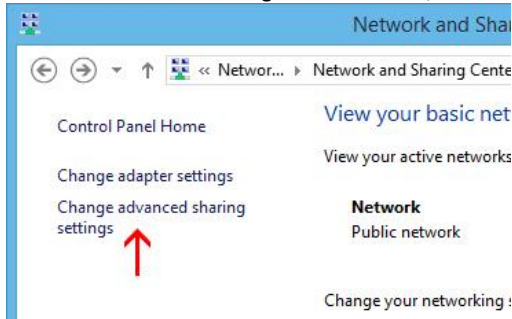 Network and Shar
« Networ... ▸ Network and Sharing Cente
Control Panel Home
Change adapter settings
Change advanced sharing
settings
View your basic net
View your active networks
Network
Public network
Change your networking s